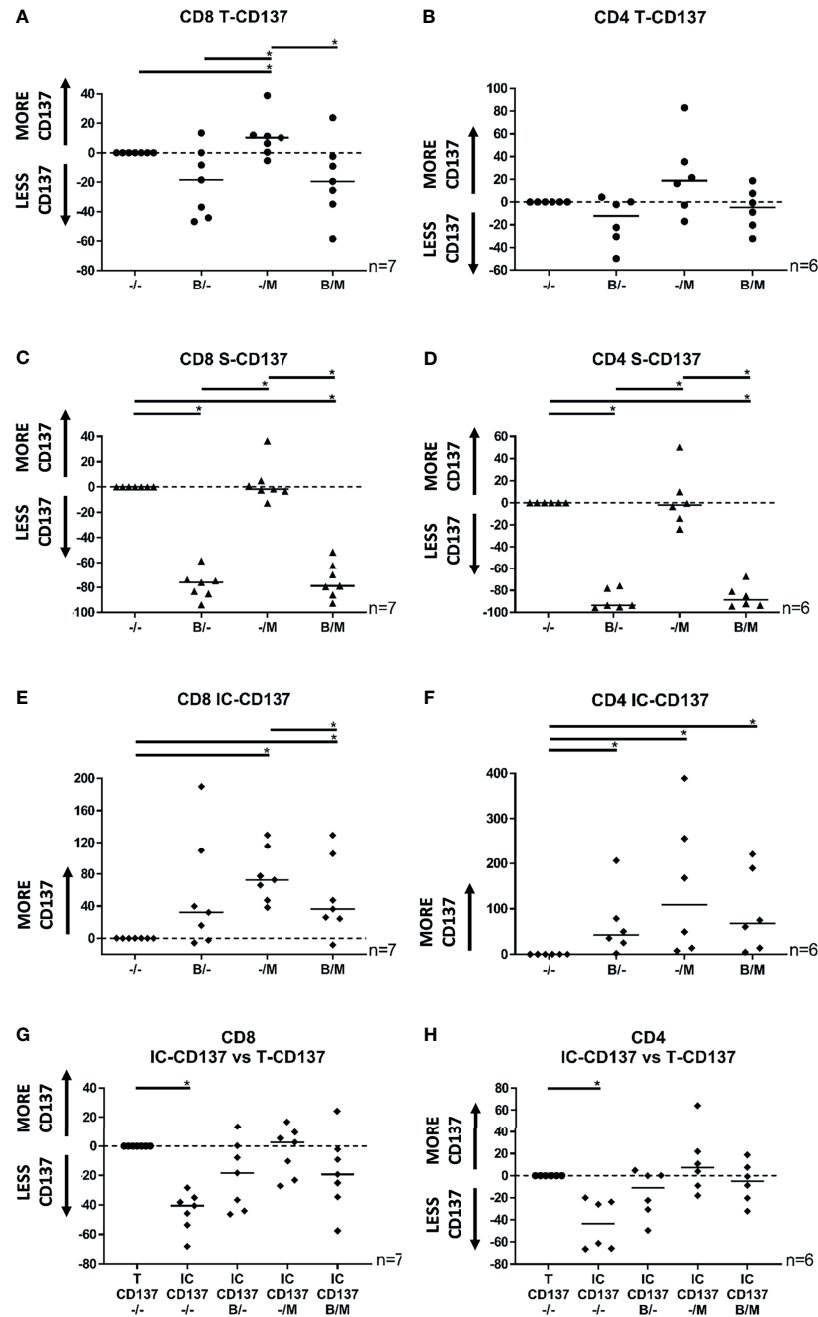 A
CD8 T-CD137
*
*
*
MORE CD137
LESS CD137
40
20
0
-20
-40
-60
-80
-/-
B/-
-/M
B/M
n=7
B
CD4 T-CD137
MORE CD137
LESS CD137
100
80
60
40
20
0
-20
-40
-60
-/-
B/-
-/M
B/M
n=6
C
CD8 S-CD137
*
*
*
*
MORE CD137
LESS CD137
40
20
0
-20
-40
-60
-80
-100
-/-
B/-
-/M
B/M
n=7
D
CD4 S-CD137
*
*
*
*
MORE CD137
LESS CD137
60
40
20
0
-20
-40
-60
-80
-100
-/-
B/-
-/M
B/M
n=6
E
CD8 IC-CD137
*
*
*
MORE CD137
200
160
120
80
40
0
-/-
B/-
-/M
B/M
n=7
F
CD4 IC-CD137
*
*
*
MORE CD137
400
300
200
100
0
-/-
B/-
-/M
B/M
n=6
G
CD8
IC-CD137 vs T-CD137
*
MORE CD137
LESS CD137
40
20
0
-20
-40
-60
-80
n=7
T IC IC IC IC
CD137 CD137 CD137 CD137 CD137
-/- -/- B/- -/M B/M
H
CD4
IC-CD137 vs T-CD137
*
MORE CD137
LESS CD137
80
60
40
20
0
-20
-40
-60
-80
n=6
T IC IC IC IC
CD137 CD137 CD137 CD137 CD137
-/- -/- B/- -/M B/M